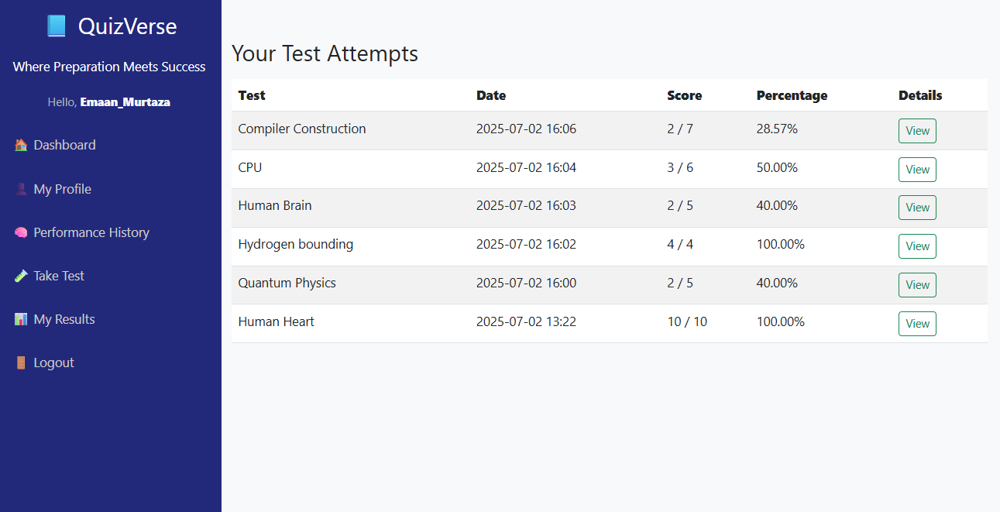 QuizVerse
Where Preparation Meets Success
Hello, Emaan_Murtaza
Dashboard
My Profile
Performance History
Take Test
My Results
Logout
Your Test Attempts
Test Date Score Percentage Details
Compiler Construction 2025-07-02 16:06 2 / 7 28.57% View
CPU 2025-07-02 16:04 3 / 6 50.00% View
Human Brain 2025-07-02 16:03 2 / 5 40.00% View
Hydrogen bounding 2025-07-02 16:02 4 / 4 100.00% View
Quantum Physics 2025-07-02 16:00 2 / 5 40.00% View
Human Heart 2025-07-02 13:22 10 / 10 100.00% View